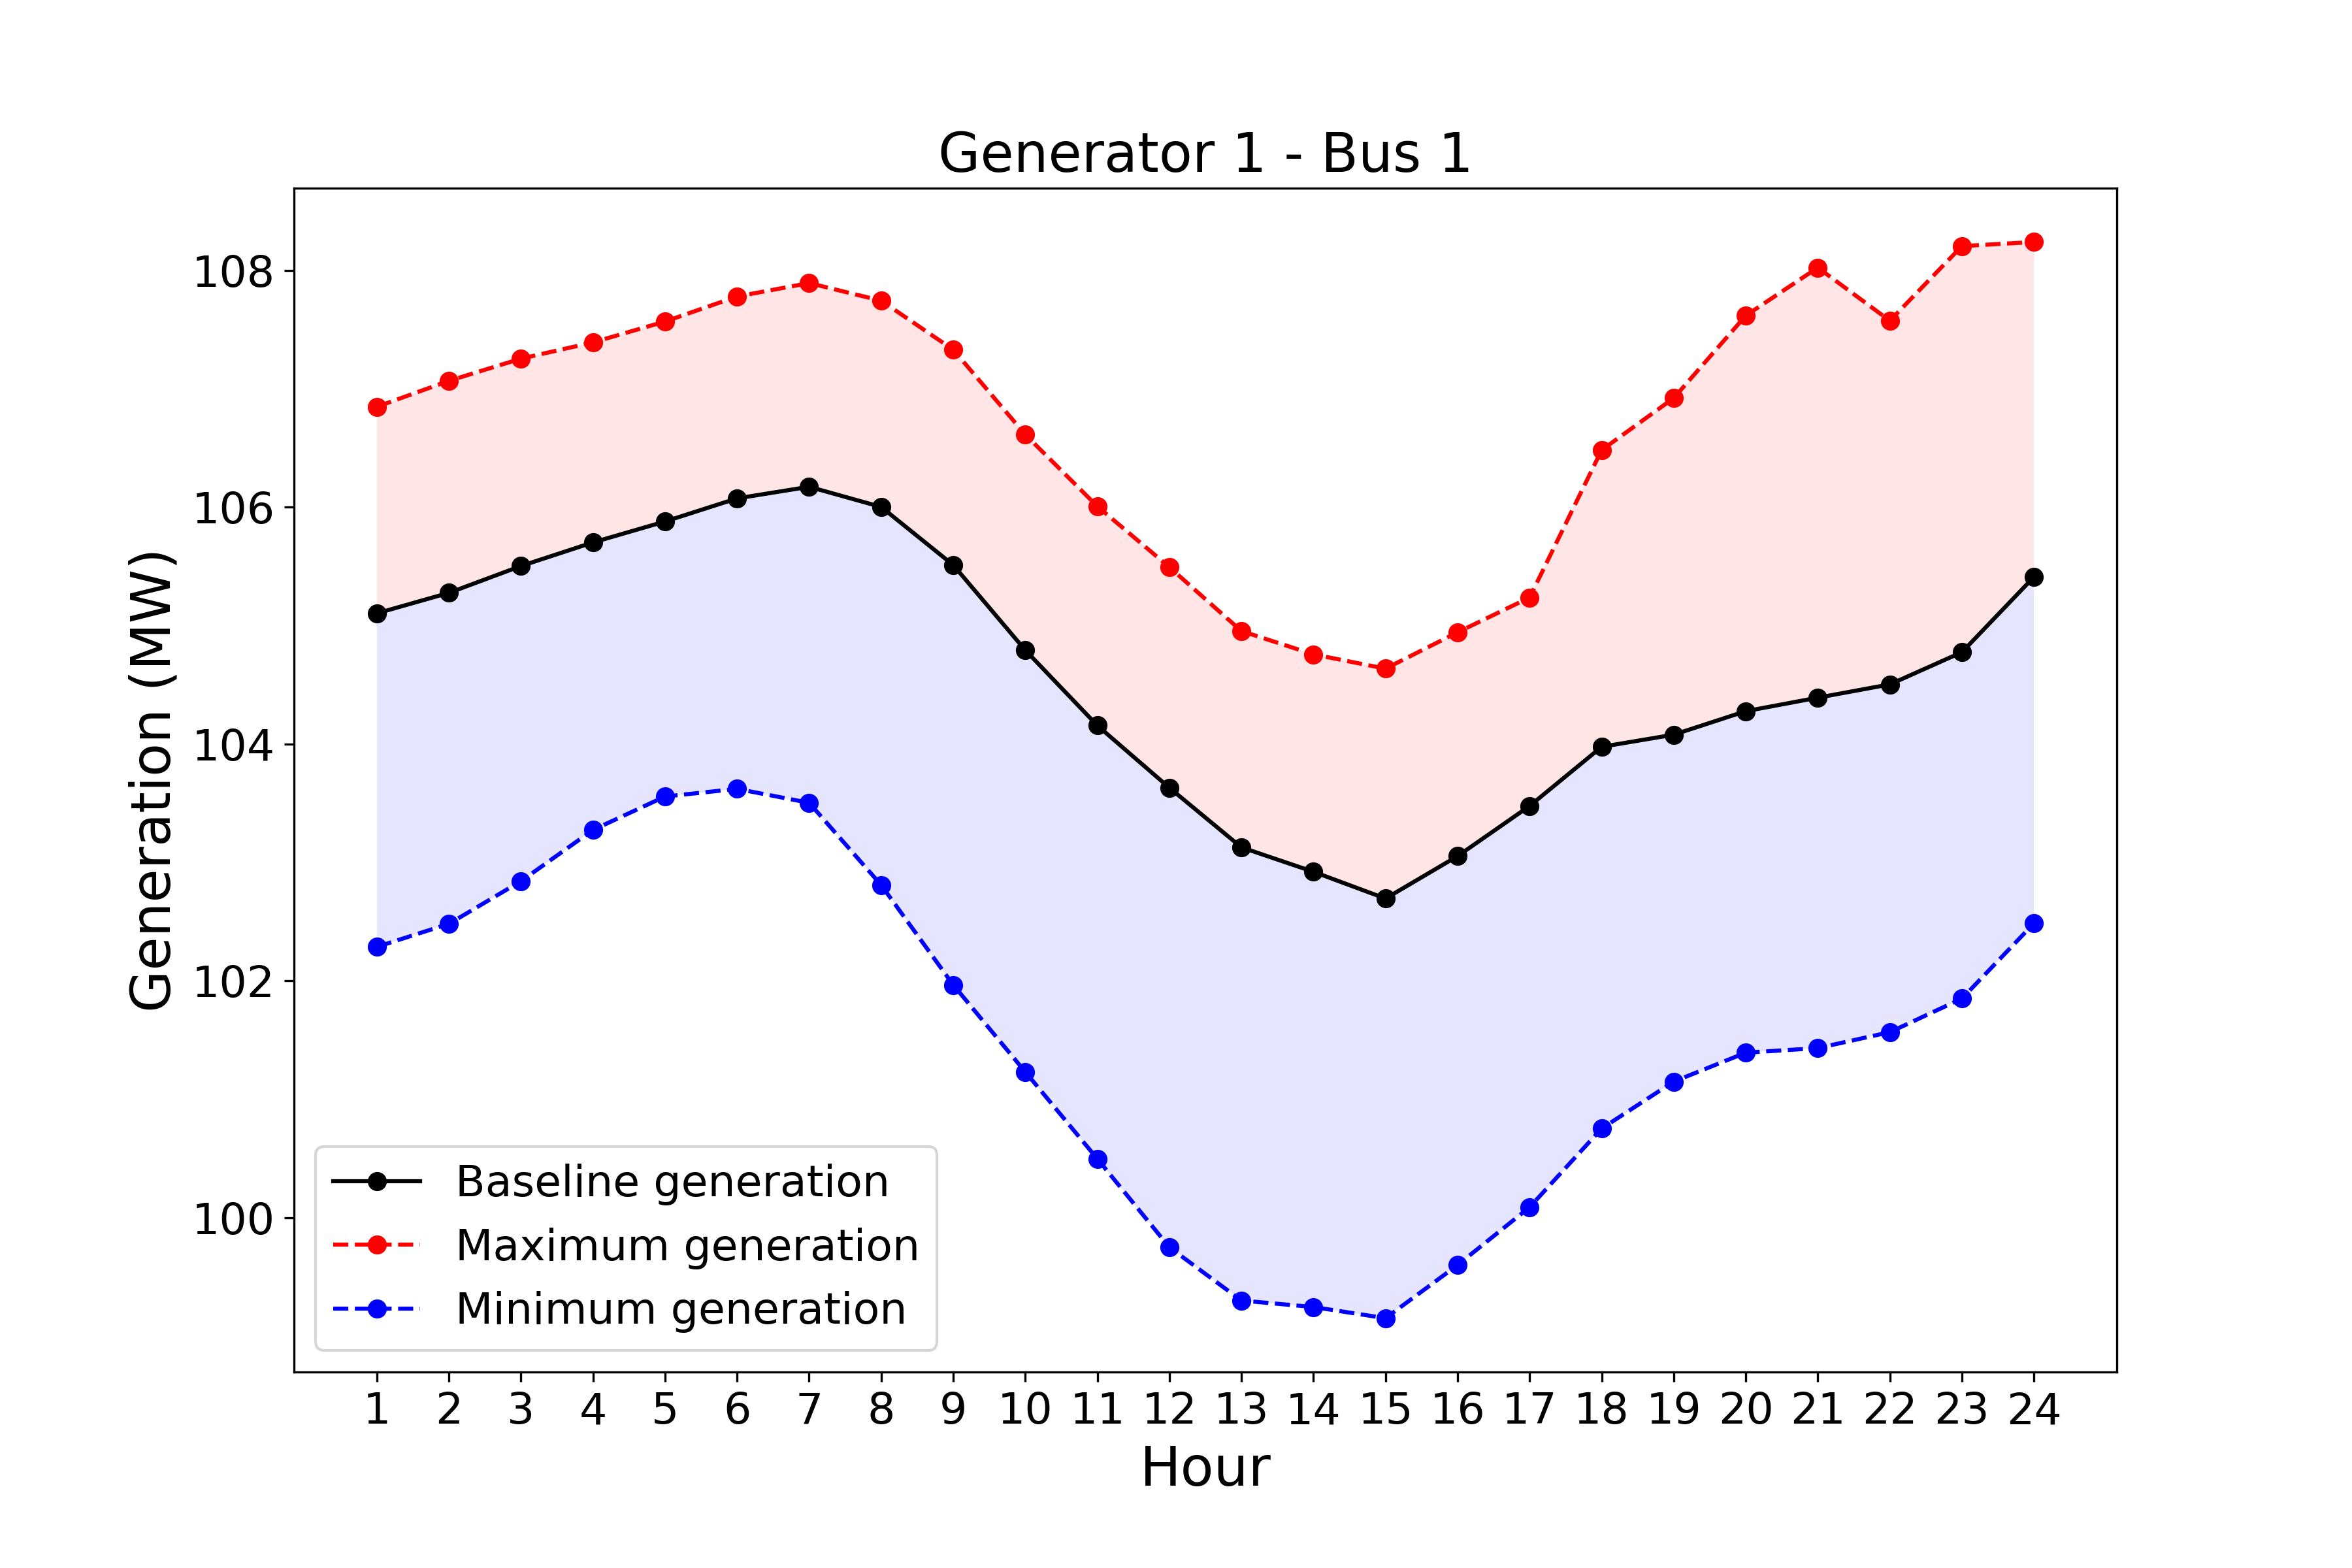 Generator 1 - Bus 1
Generation (MW)
108
106
104
102
100
Baseline generation
Maximum generation
Minimum generation
1 2 3 4 5 6 7 8 9 10 11 12 13 14 15 16 17 18 19 20 21 22 23 24
Hour